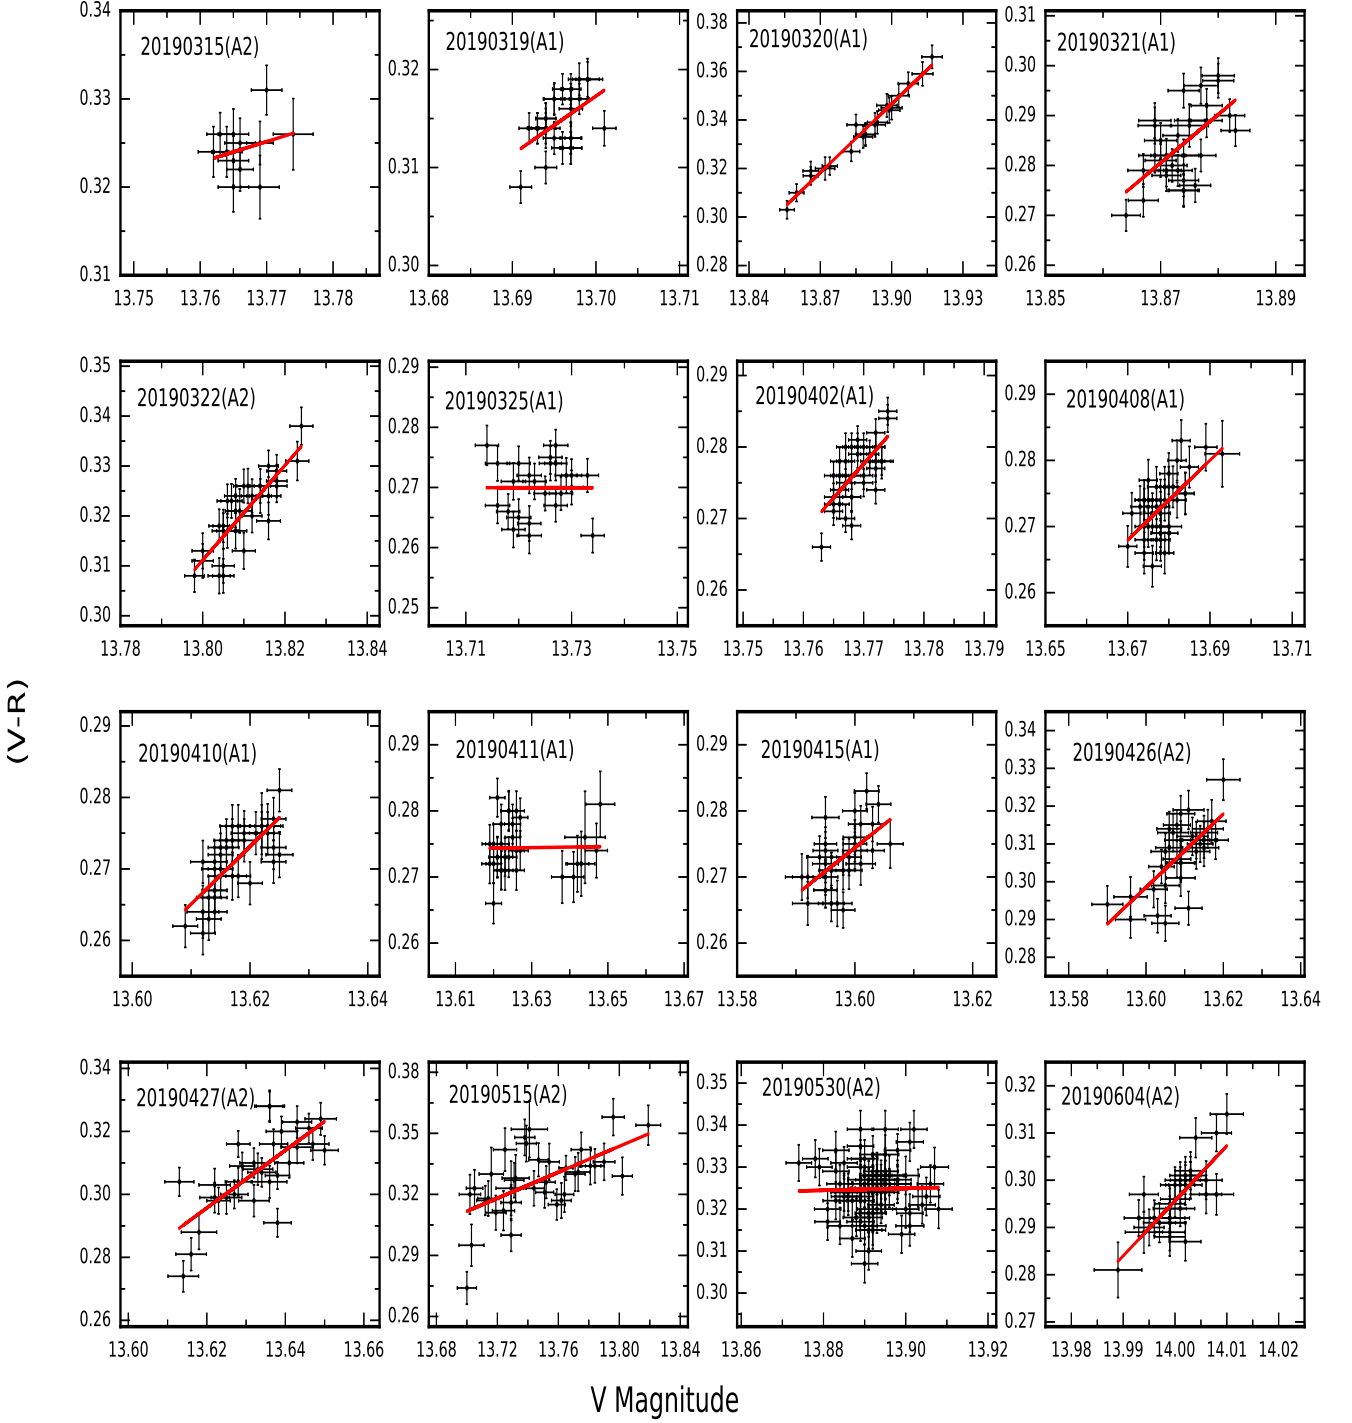 0.34
0.33
0.32
0.31
20190315(A2)
13.75 13.76 13.77 13.78
0.32
0.31
0.30
20190319(A1)
13.68 13.69 13.70 13.71
0.38
0.36
0.34
0.32
0.30
0.28
20190320(A1)
13.84 13.87 13.90 13.93
0.31
0.30
0.29
0.28
0.27
0.26
20190321(A1)
13.85 13.87 13.89
0.35
0.34
0.33
0.32
0.31
0.30
20190322(A2)
13.78 13.80 13.82 13.84
0.29
0.28
0.27
0.26
0.25
20190325(A1)
13.71 13.73 13.75
0.29
0.28
0.27
0.26
20190402(A1)
13.75 13.76 13.77 13.78 13.79
0.29
0.28
0.27
0.26
20190408(A1)
13.65 13.67 13.69 13.71
(V-R)
0.29
0.28
0.27
0.26
20190410(A1)
13.60 13.62 13.64
0.29
0.28
0.27
0.26
20190411(A1)
13.61 13.63 13.65 13.67
0.29
0.28
0.27
0.26
20190415(A1)
13.58 13.60 13.62
0.34
0.33
0.32
0.31
0.30
0.29
0.28
20190426(A2)
13.58 13.60 13.62 13.64
0.34
0.32
0.30
0.28
0.26
20190427(A2)
13.60 13.62 13.64 13.66
0.38
0.35
0.32
0.29
0.26
20190515(A2)
13.68 13.72 13.76 13.80 13.84
0.35
0.34
0.33
0.32
0.31
0.30
20190530(A2)
13.86 13.88 13.90 13.92
0.32
0.31
0.30
0.29
0.28
0.27
20190604(A2)
13.98 13.99 14.00 14.01 14.02
V Magnitude